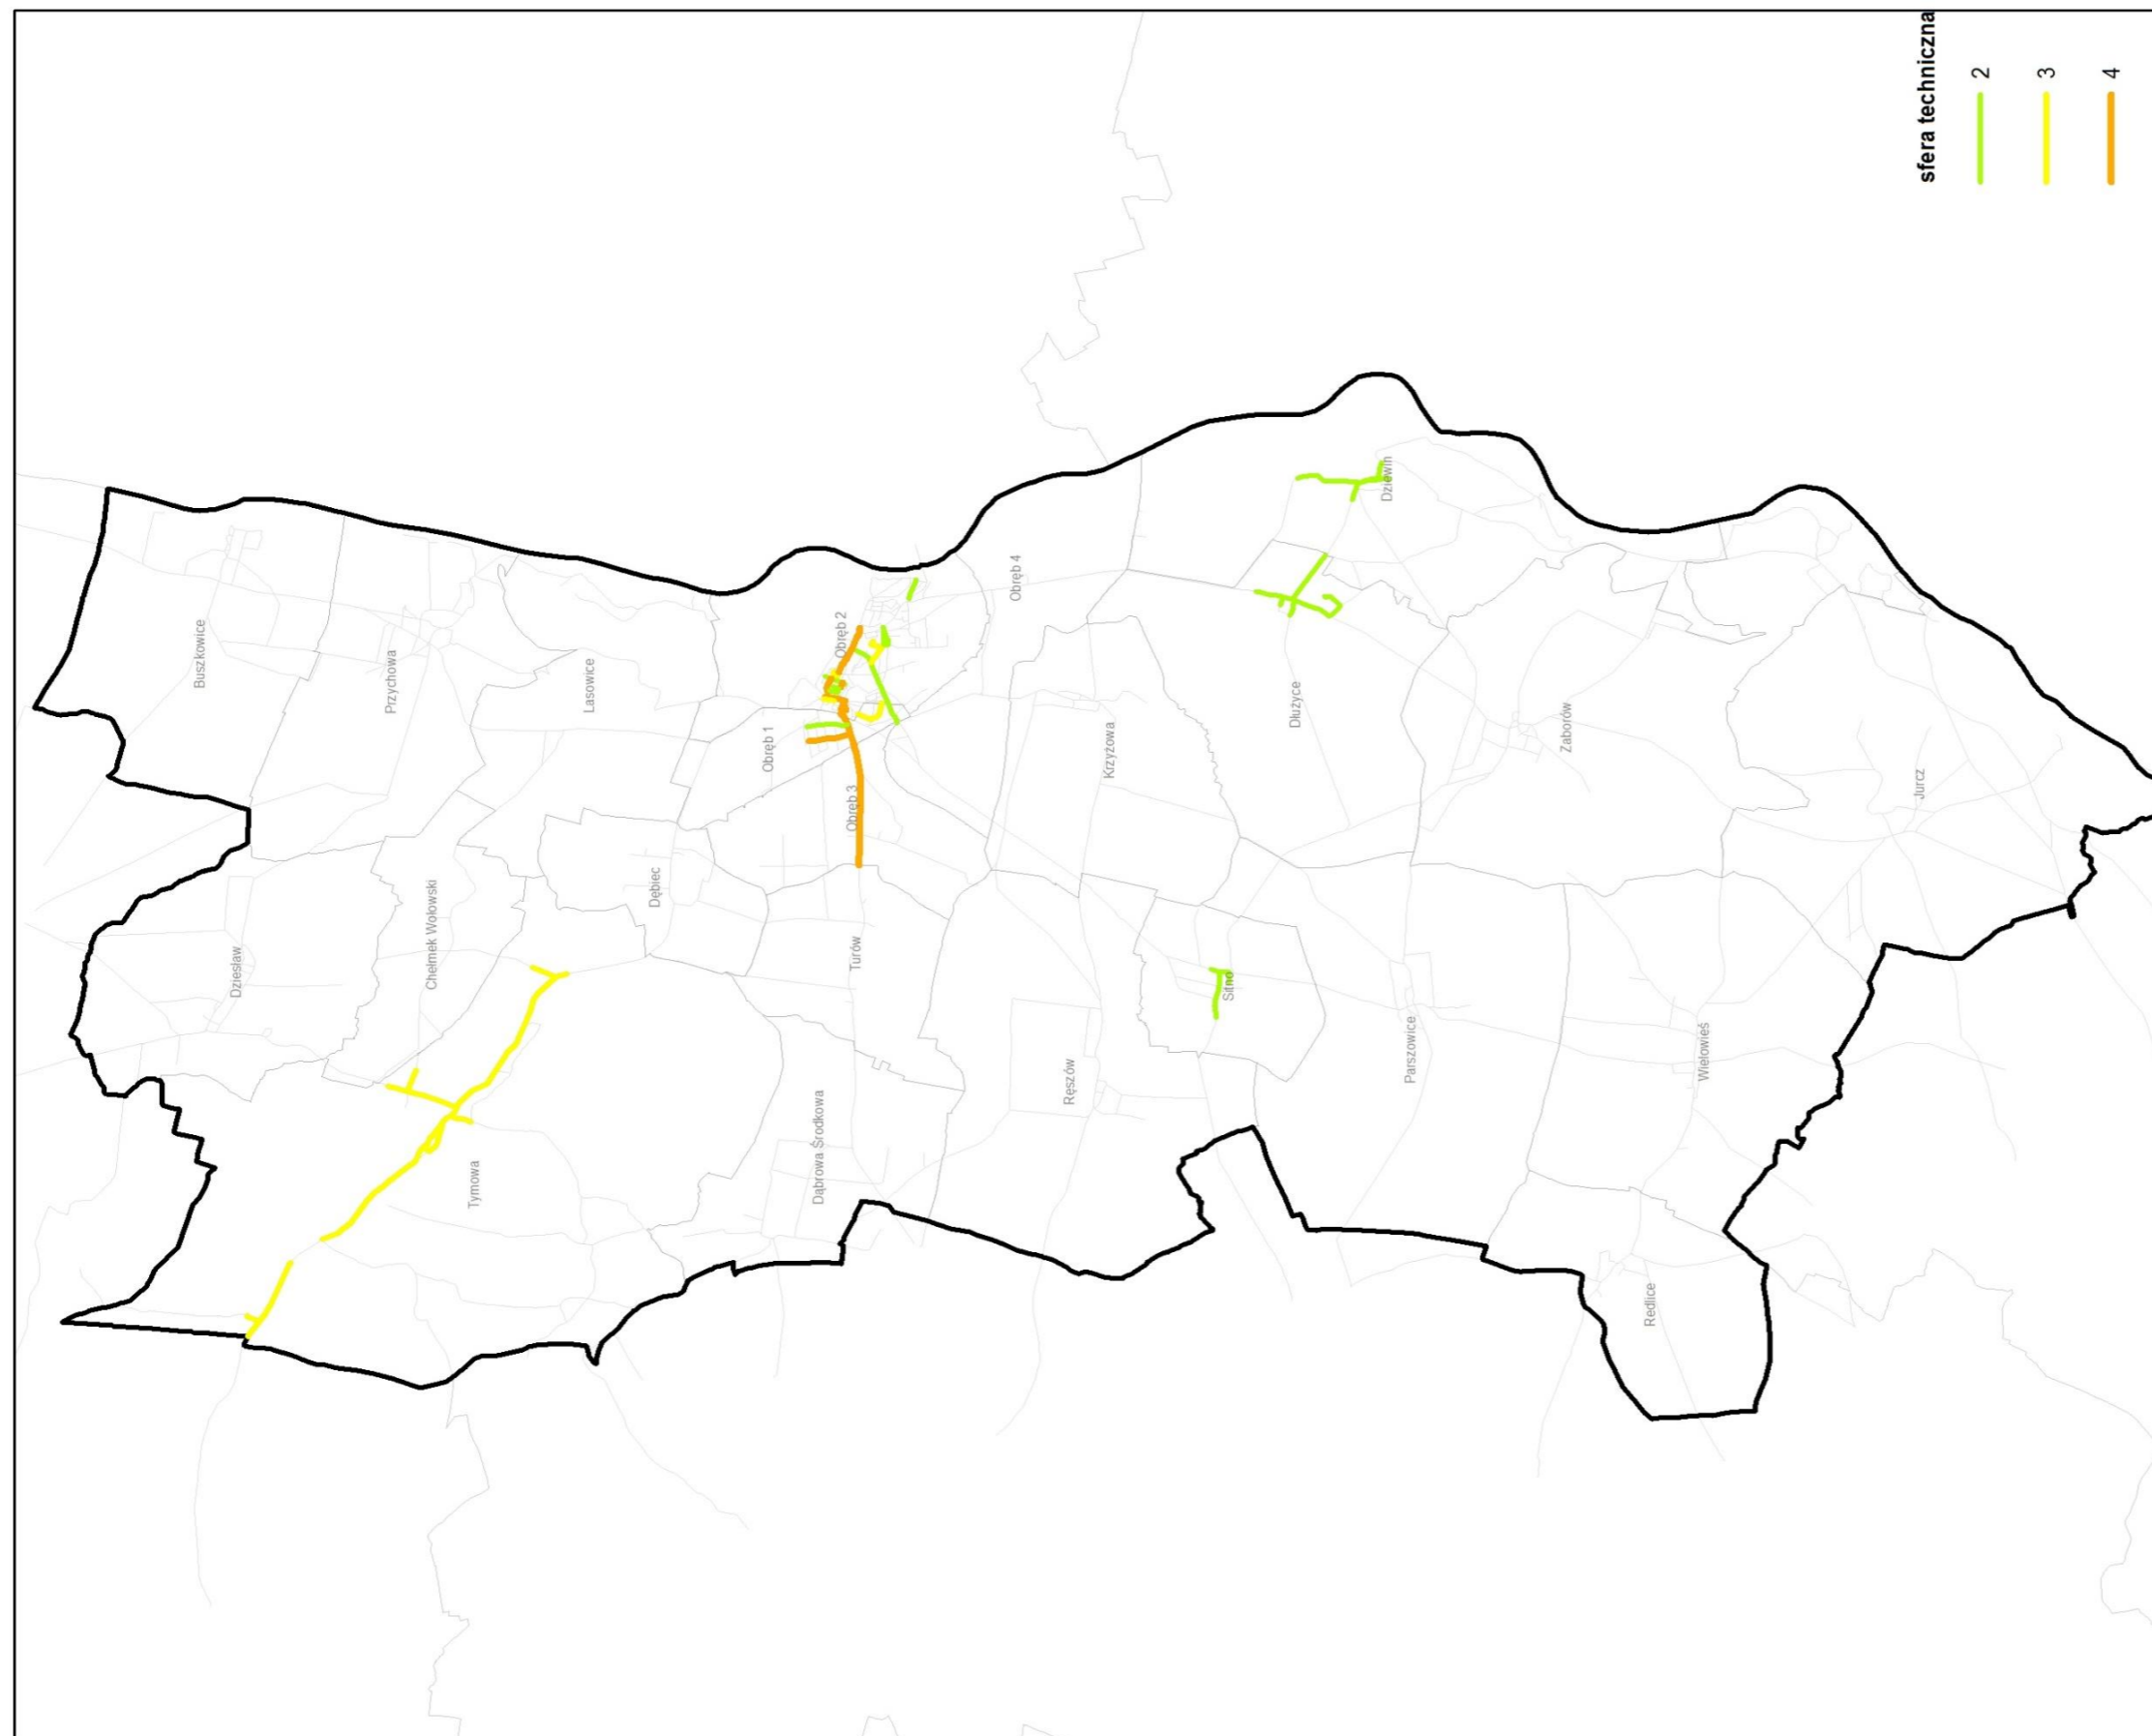 sfera techniczna
2
3
4
Buszkowice
Przychowa
Lasowice
Obręb 2
Obręb 1
Obręb 3
Obręb 4
Dziewin
Dłużyce
Krzyżowa
Zaborów
Jurcz
Dziesław
Chełmek Wołowski
Dębiec
Turów
Sitno
Tymowa
Dąbrowa Środkowa
Ręszów
Parszowice
Wielowieś
Redlice